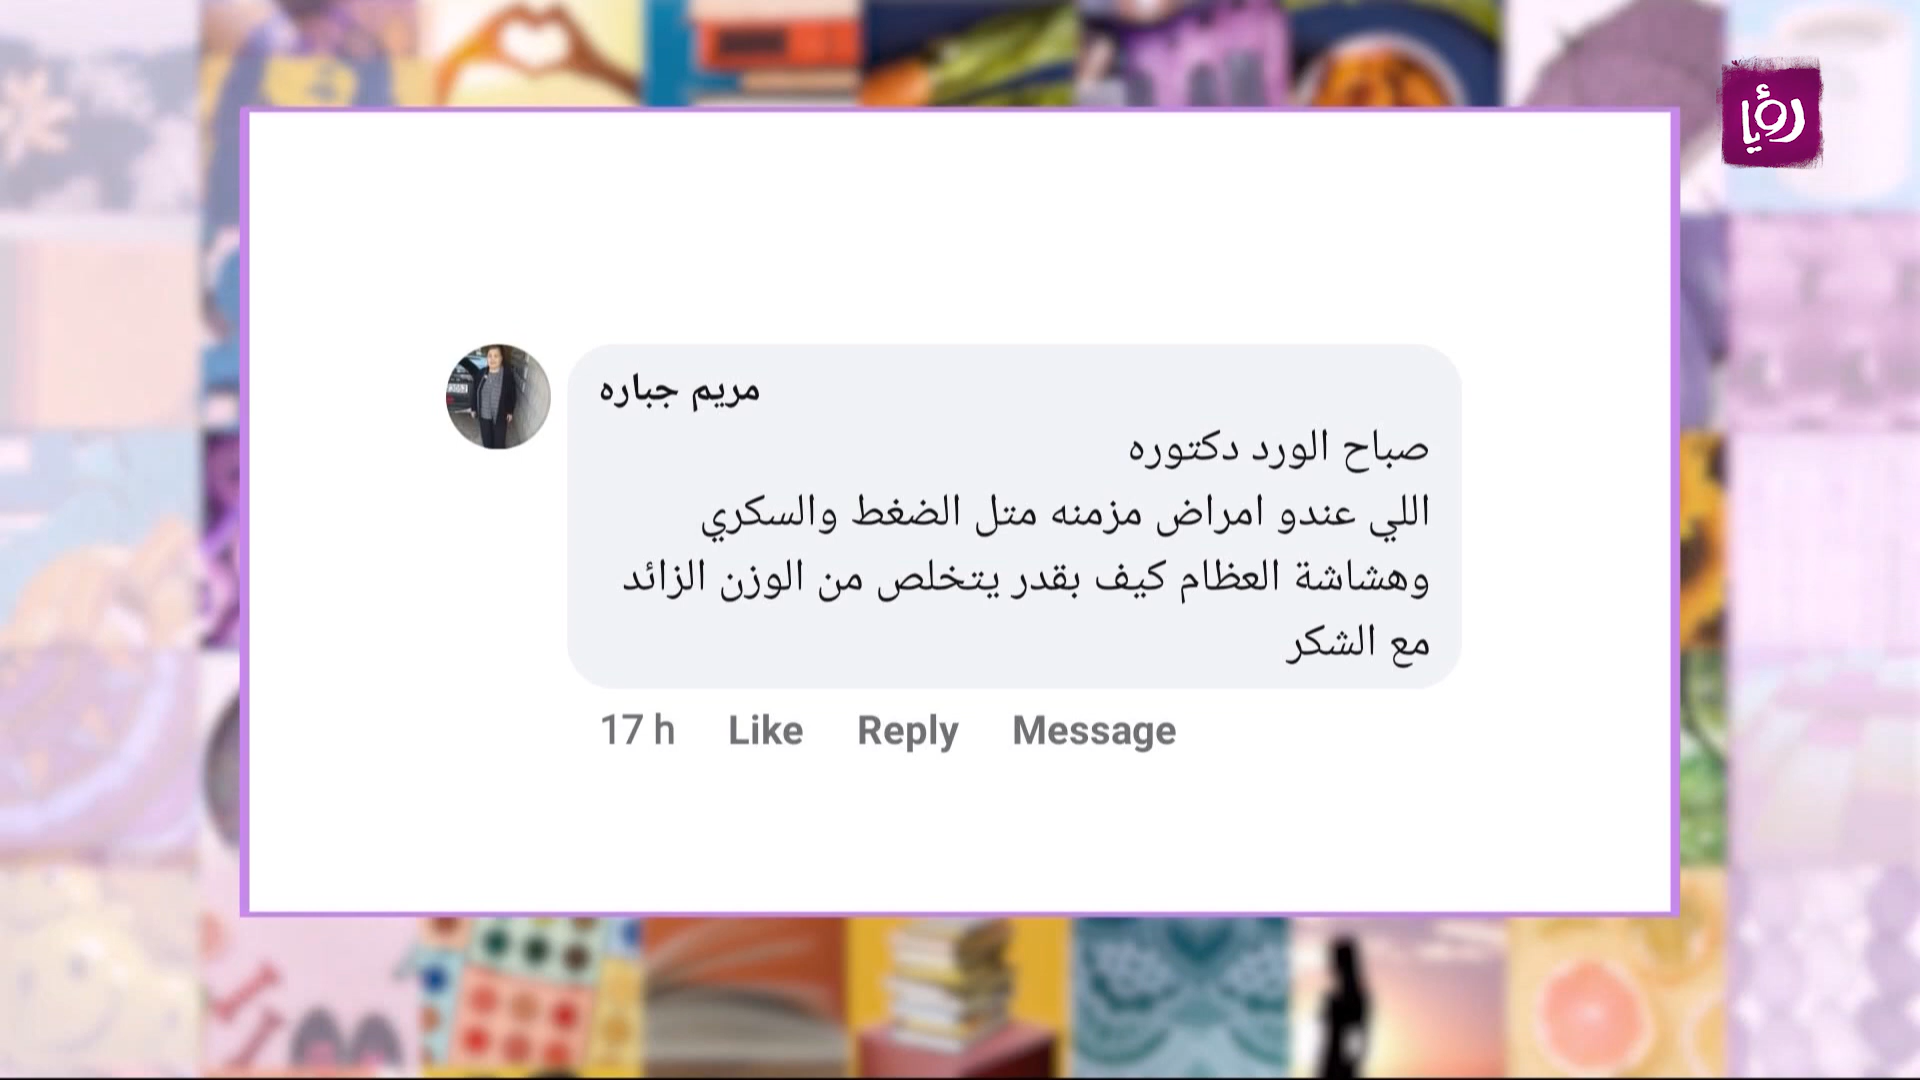 رؤيا
مريم جباره
صباح الورد دكتوره
اللي عندو امراض مزمنه متل الضغط والسكري
وهشاشة العظام كيف بقدر يتخلص من الوزن الزائد
مع الشكر
17 h Like Reply Message